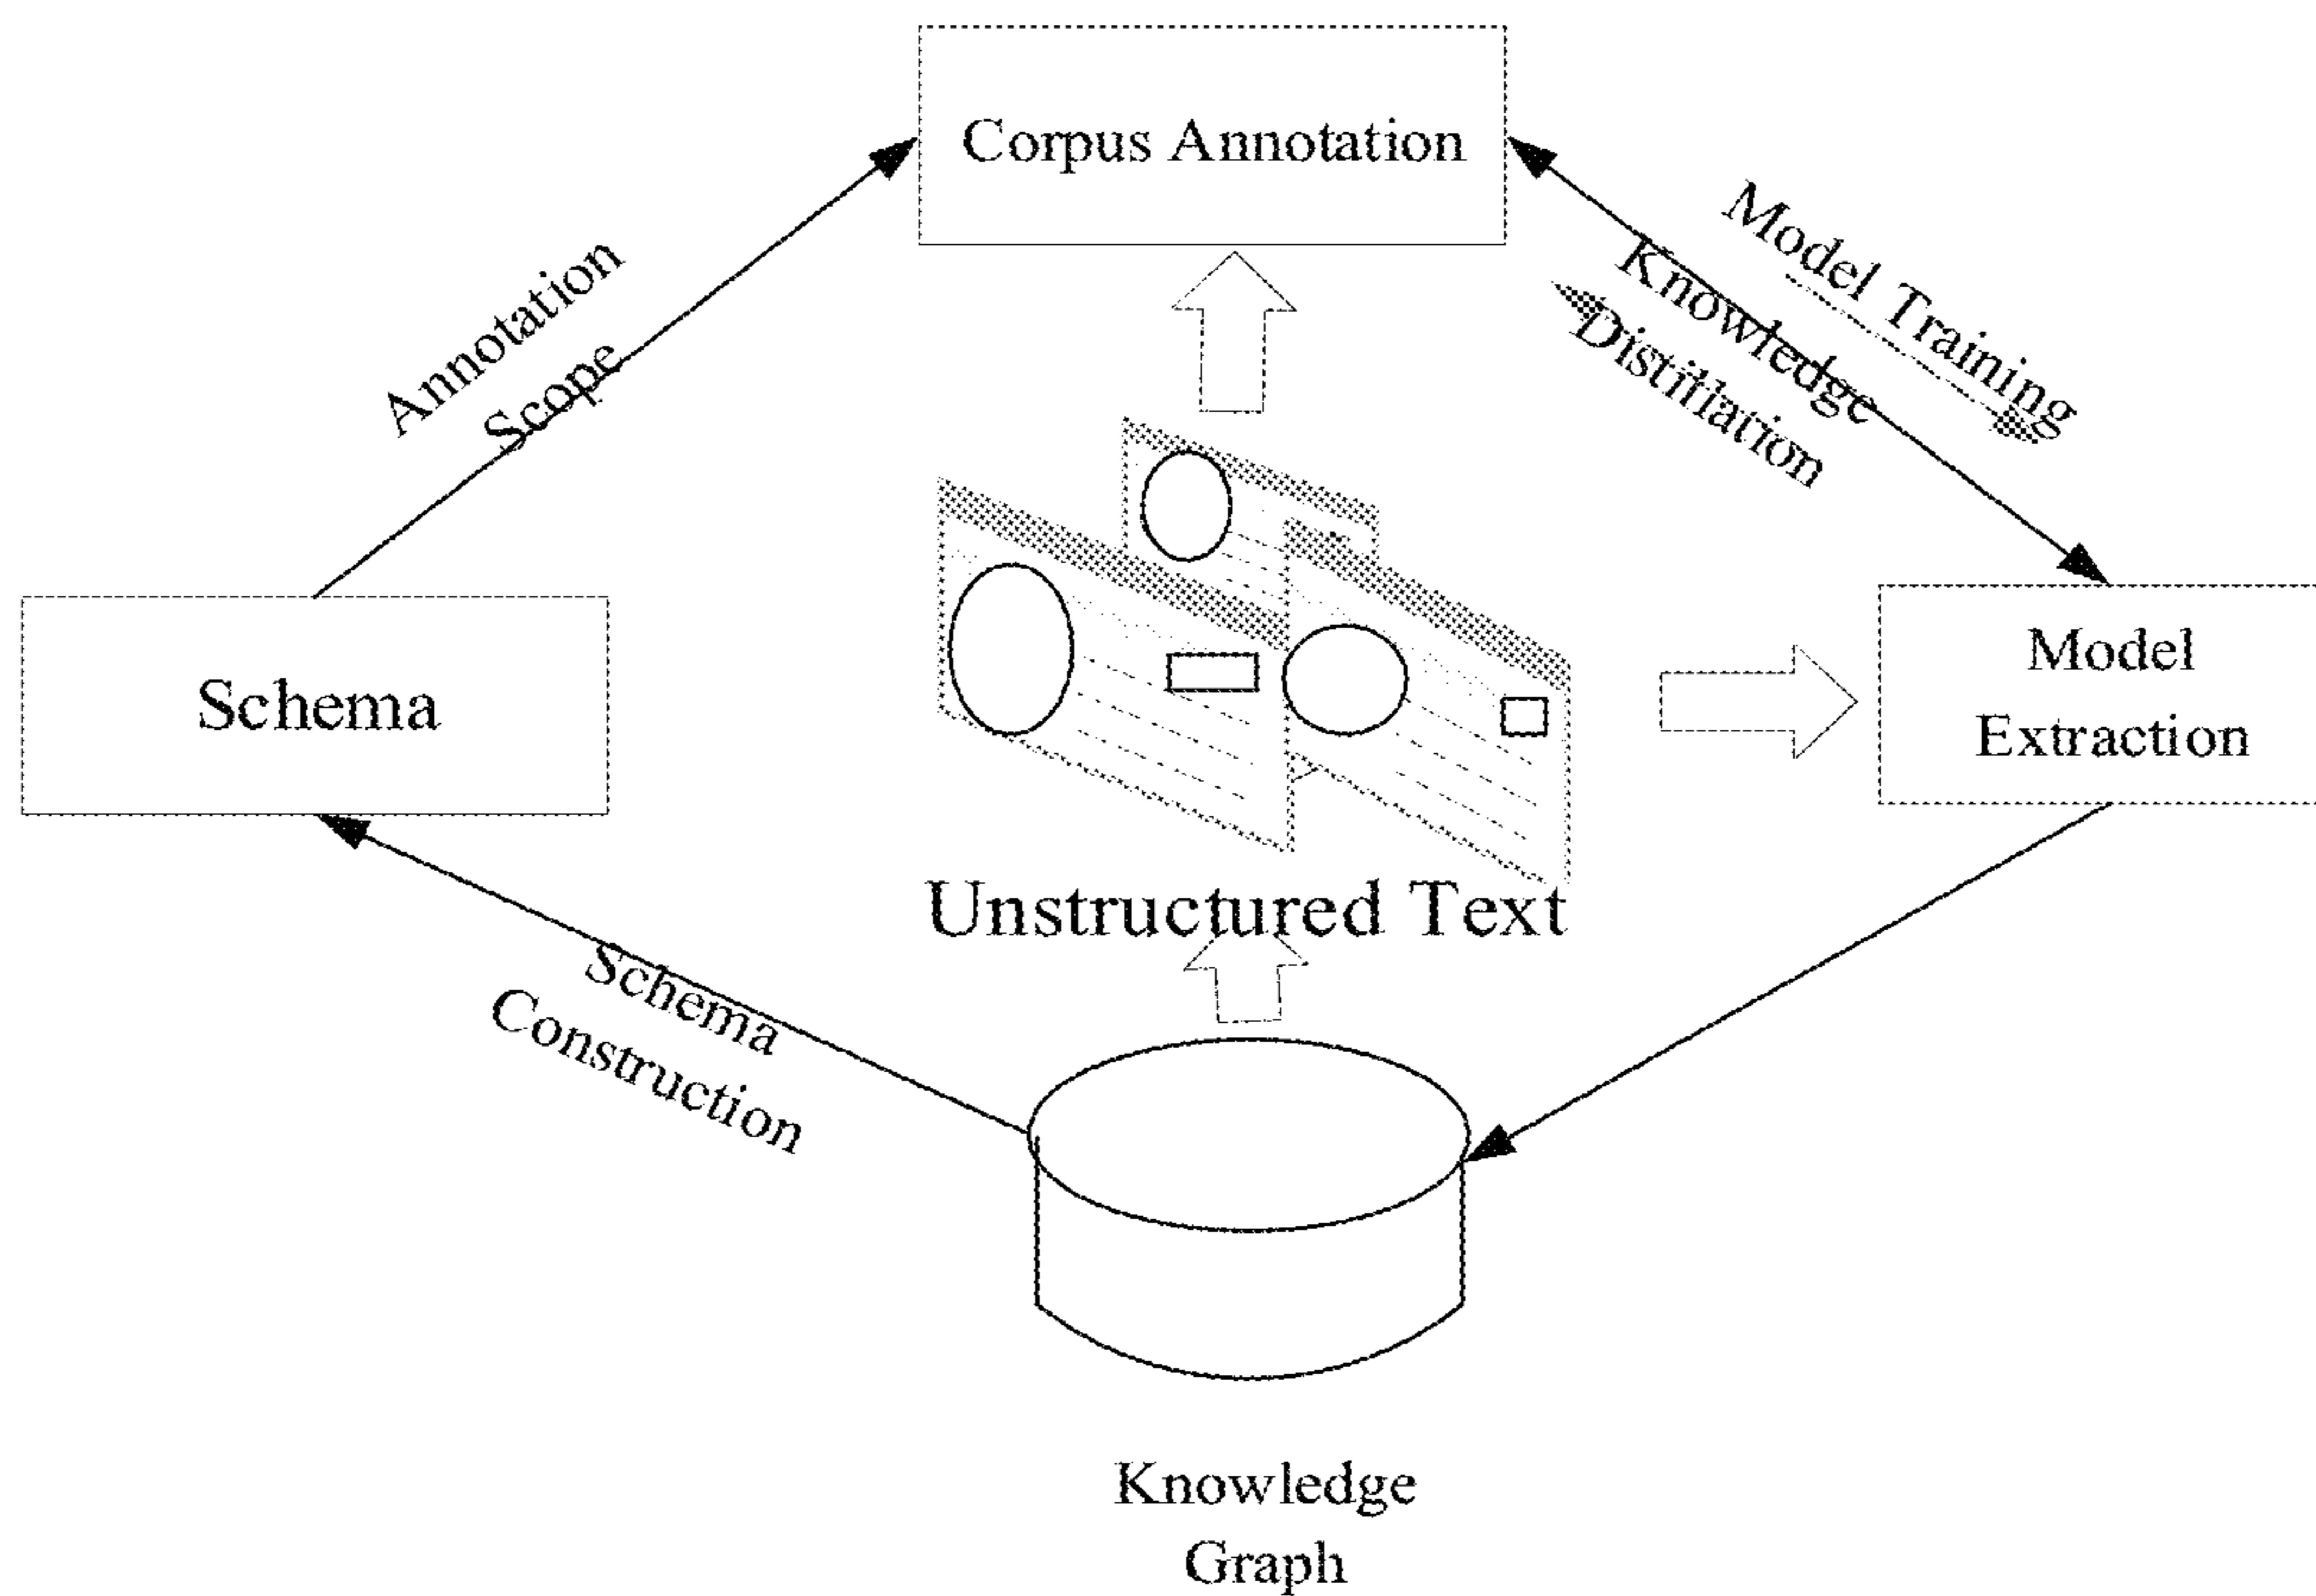 Corpus Annotation
Annotation
Scope
Model Training
Knowledge
Distillation
Schema
Model
Extraction
Unstructured Text
Schema
Construction
Knowledge
Graph